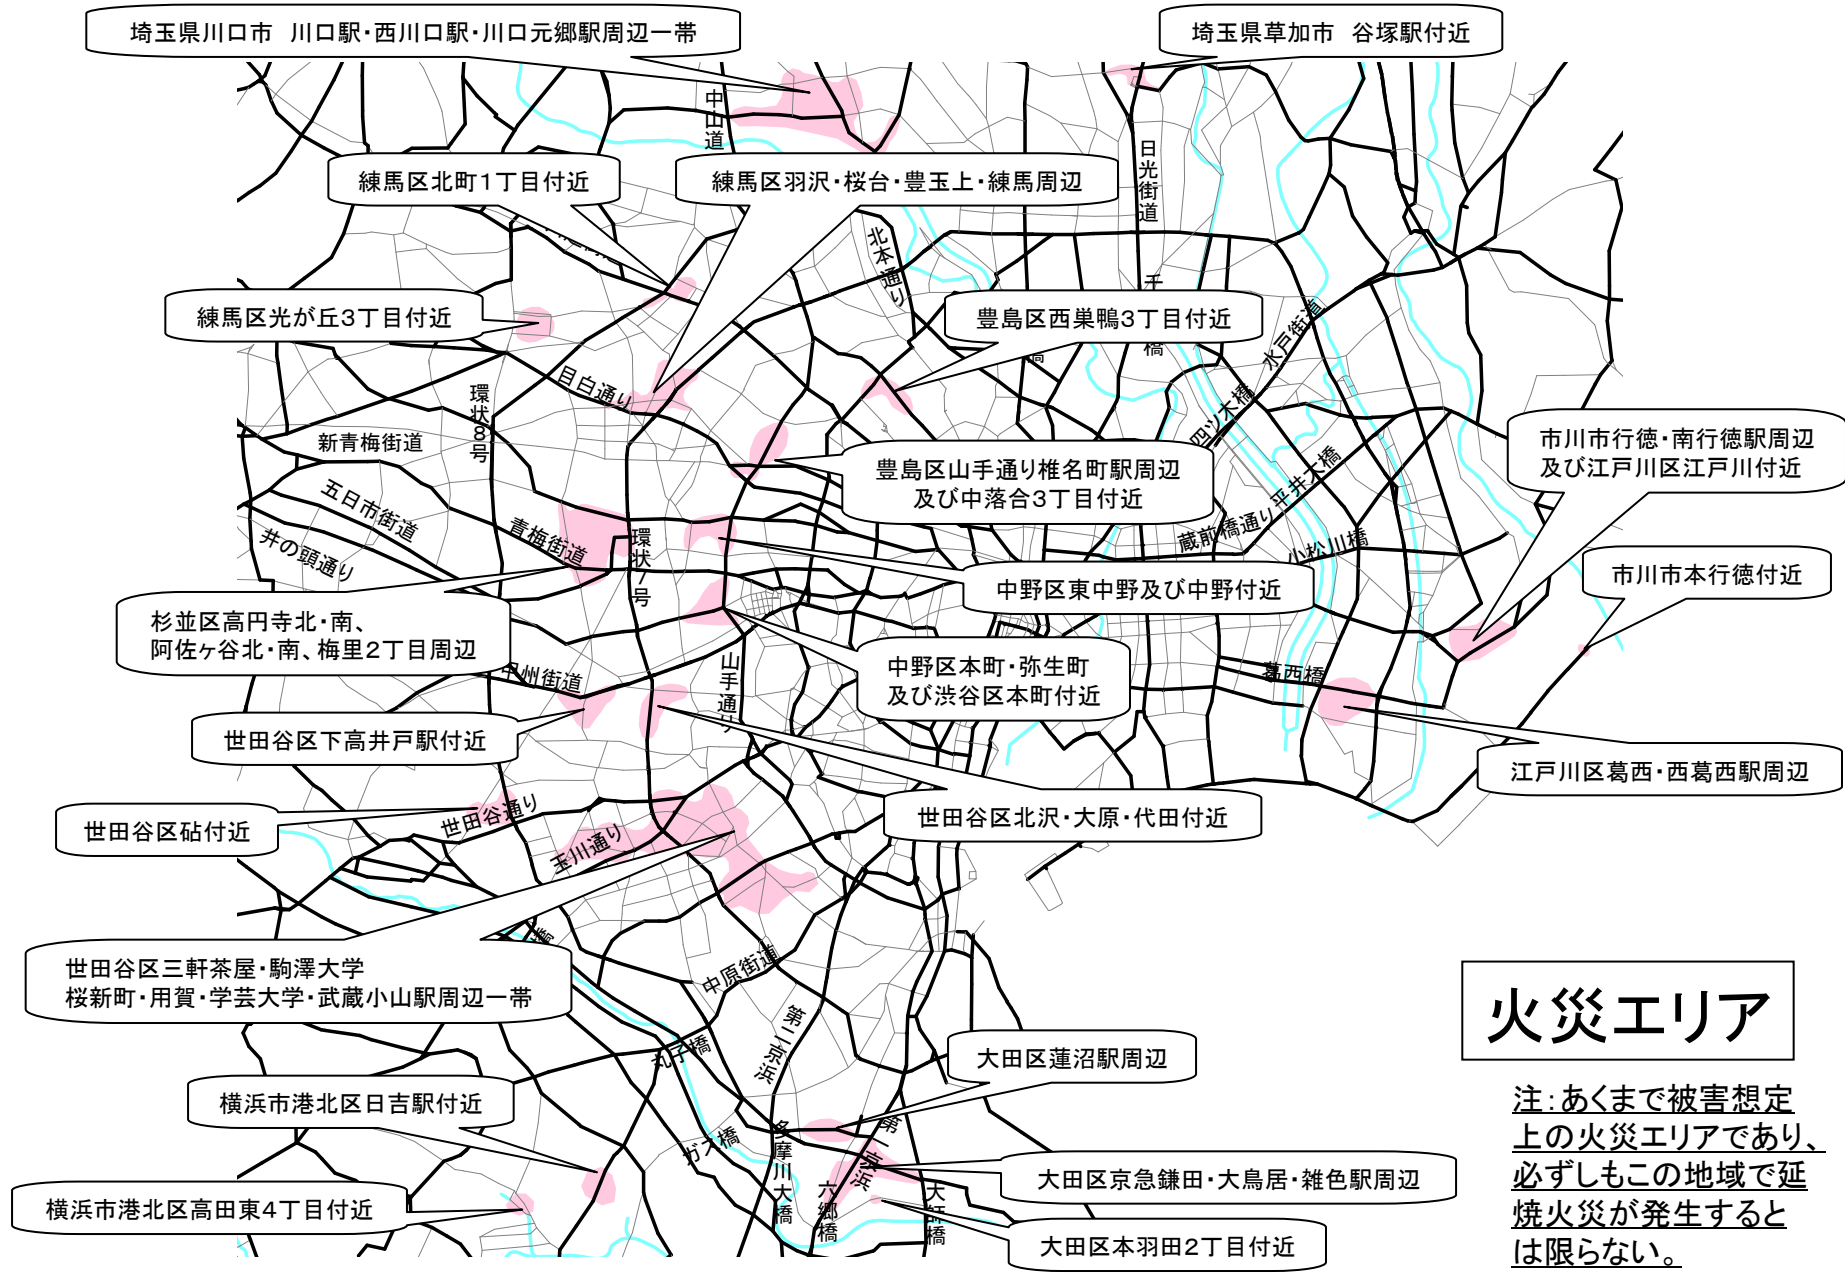 埼玉県川口市 川口駅・西川口駅・川口元郷駅周辺一帯
埼玉県草加市 谷塚駅付近
中山道
日光街道
練馬区北町1丁目付近
練馬区羽沢・桜台・豊玉上・練馬周辺
北本通り
練馬区光が丘3丁目付近
豊島区西巣鴨3丁目付近
水戸街道
目白通り
環状8号
四ツ木橋
新青梅街道
豊島区山手通り椎名町駅周辺
及び中落合3丁目付近
市川市行徳・南行徳駅周辺
及び江戸川区江戸川付近
平井大橋
五日市街道
青梅街道
環状7号
蔵前橋通り
小松川橋
井の頭通り
中野区東中野及び中野付近
市川市本行徳付近
杉並区高円寺北・南、
阿佐ヶ谷北・南、梅里2丁目周辺
甲州街道
山手通り
中野区本町・弥生町
及び渋谷区本町付近
葛西橋
世田谷区下高井戸駅付近
江戸川区葛西・西葛西駅周辺
世田谷区砧付近
世田谷通り
世田谷区北沢・大原・代田付近
玉川通り
世田谷区三軒茶屋・駒澤大学
桜新町・用賀・学芸大学・武蔵小山駅周辺一帯
中原街道
火災エリア
第二京浜
丸子橋
大田区蓮沼駅周辺
横浜市港北区日吉駅付近
ガス橋
多摩川大橋
第一京浜
大田区京急鎌田・大鳥居・雑色駅周辺
横浜市港北区高田東4丁目付近
六郷橋
大師橋
大田区本羽田2丁目付近
注：あくまで被害想定
上の火災エリアであり、
必ずしもこの地域で延
焼火災が発生すると
は限らない。